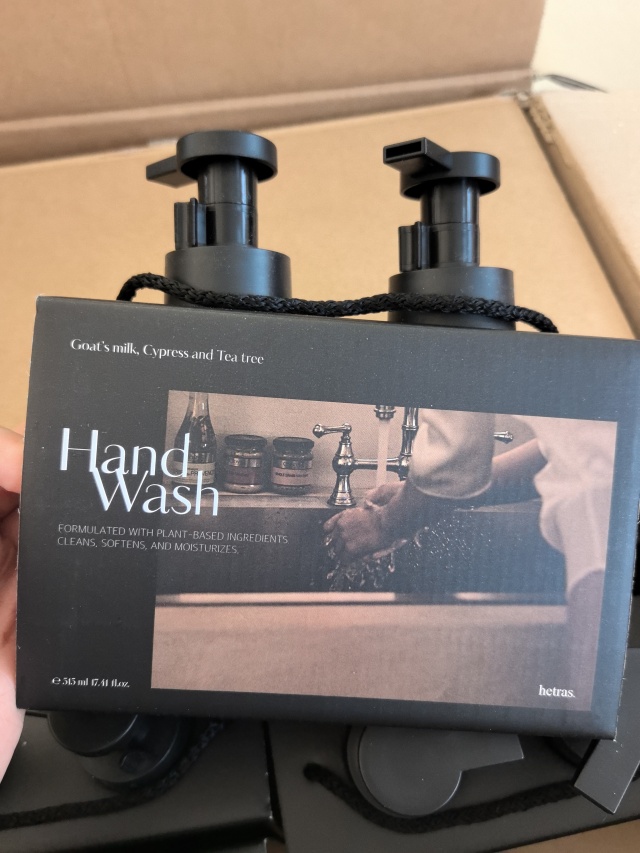 Goat's milk, Cypress and Tea tree
Hand
Wash
FORMULATED WITH PLANT-BASED INGREDIENTS
CLEANS, SOFTENS, AND MOISTURIZES.
℮ 515 ml 17.41 fl.oz.
hetras.